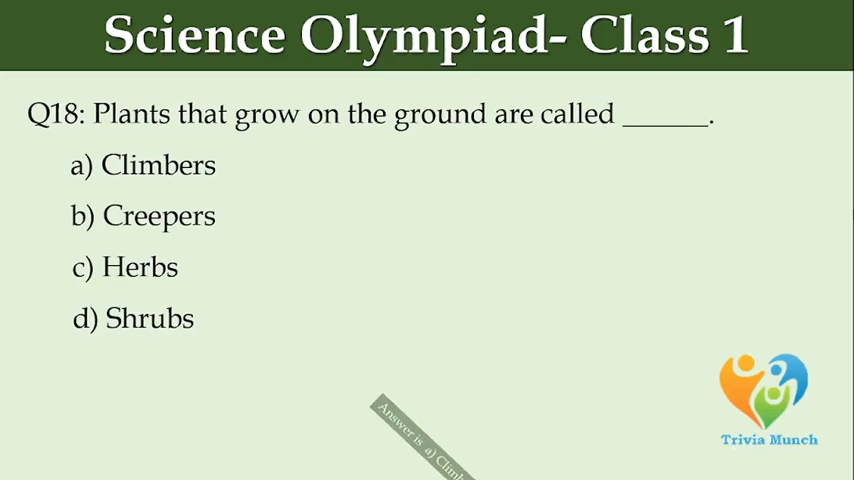 Science Olympiad- Class 1
Q18: Plants that grow on the ground are called ______.
a) Climbers
b) Creepers
c) Herbs
d) Shrubs
Answer is a) Climb
Trivia Munch